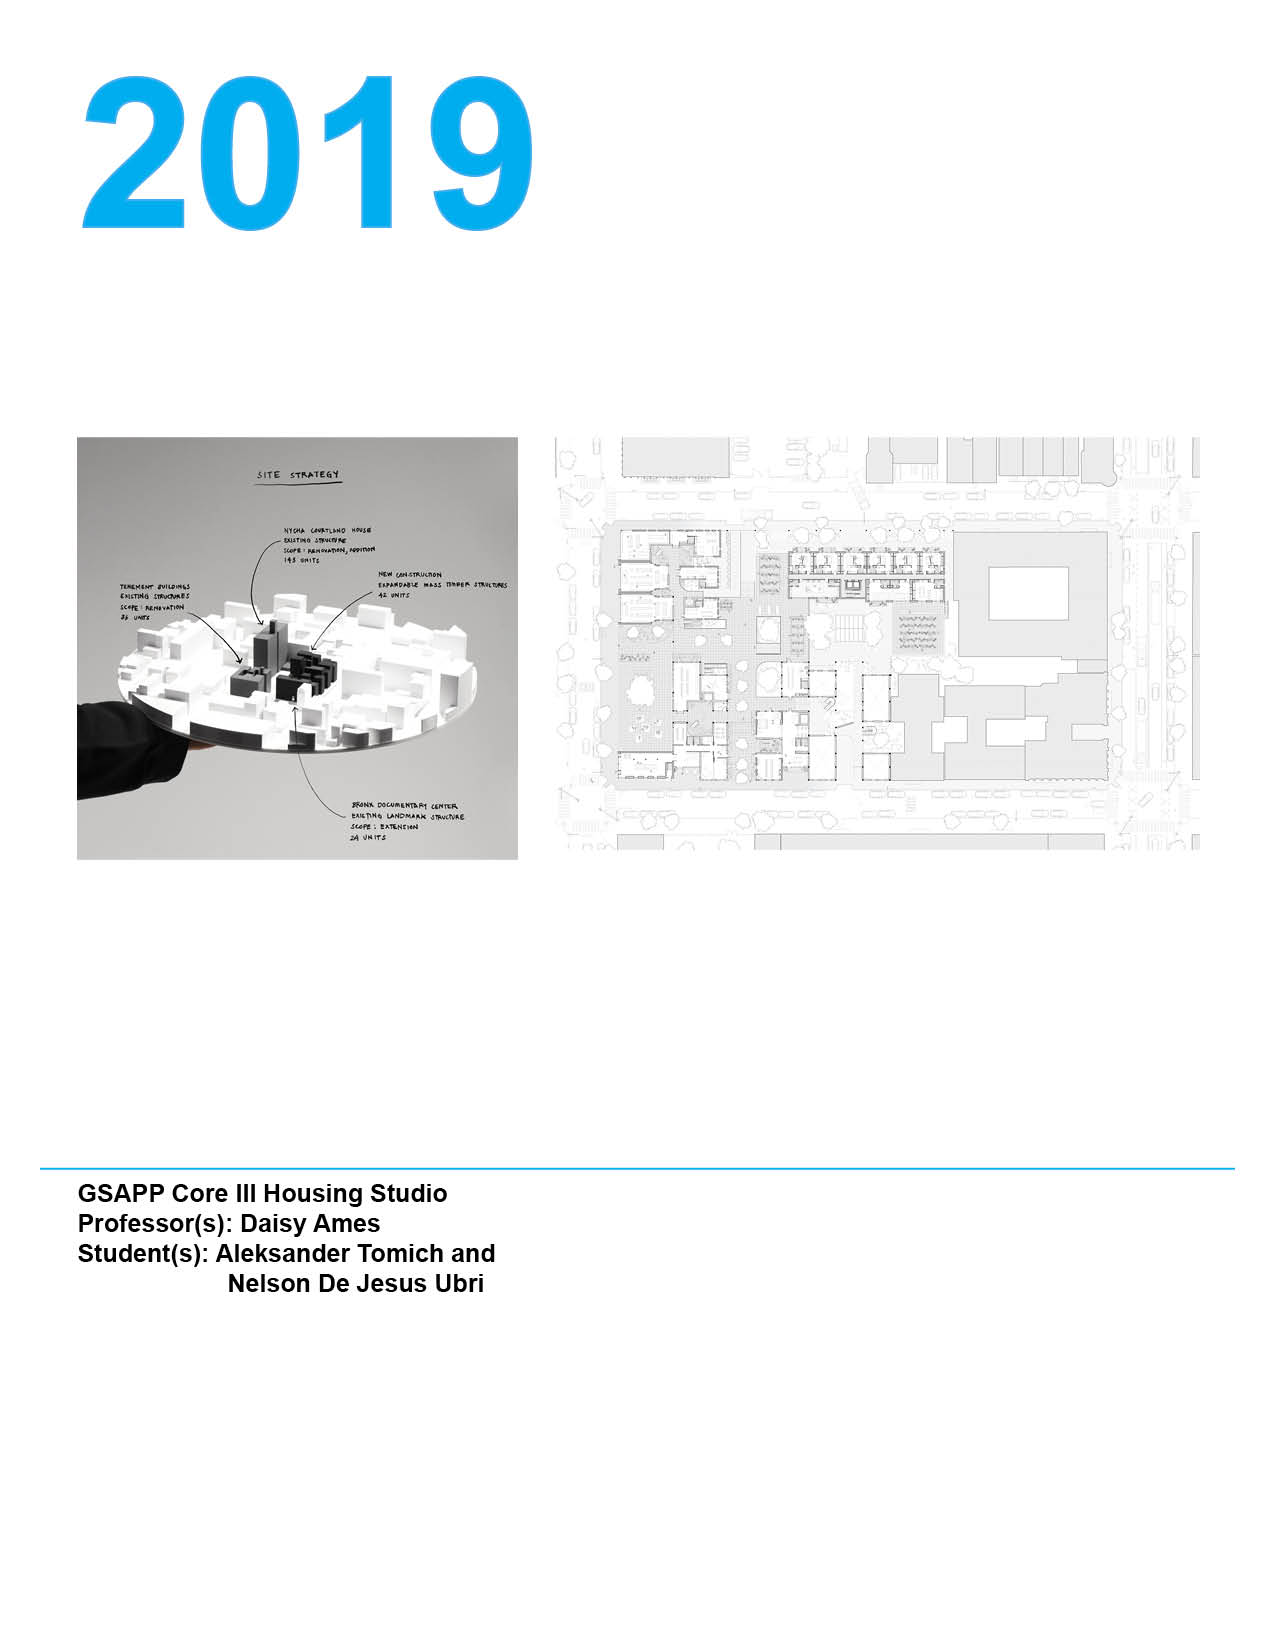 2019
SITE STRATEGY
NYCHA COURTLAND HOUSE
EXISTING STRUCTURE
SCOPE: RENOVATION, ADDITION
143 UNITS
NEW CONSTRUCTION
EXPANDABLE MASS TIMBER STRUCTURES
42 UNITS
TENEMENT BUILDINGS
EXISTING STRUCTURES
SCOPE: RENOVATION
UNITS
BRONX DOCUMENTARY CENTER
EXISTING LANDMARK STRUCTURE
SCOPE: EXTENSION
24 UNITS
GSAPP Core III Housing Studio
Professor(s): Daisy Ames
Student(s): Aleksander Tomich and
Nelson De Jesus Ubri